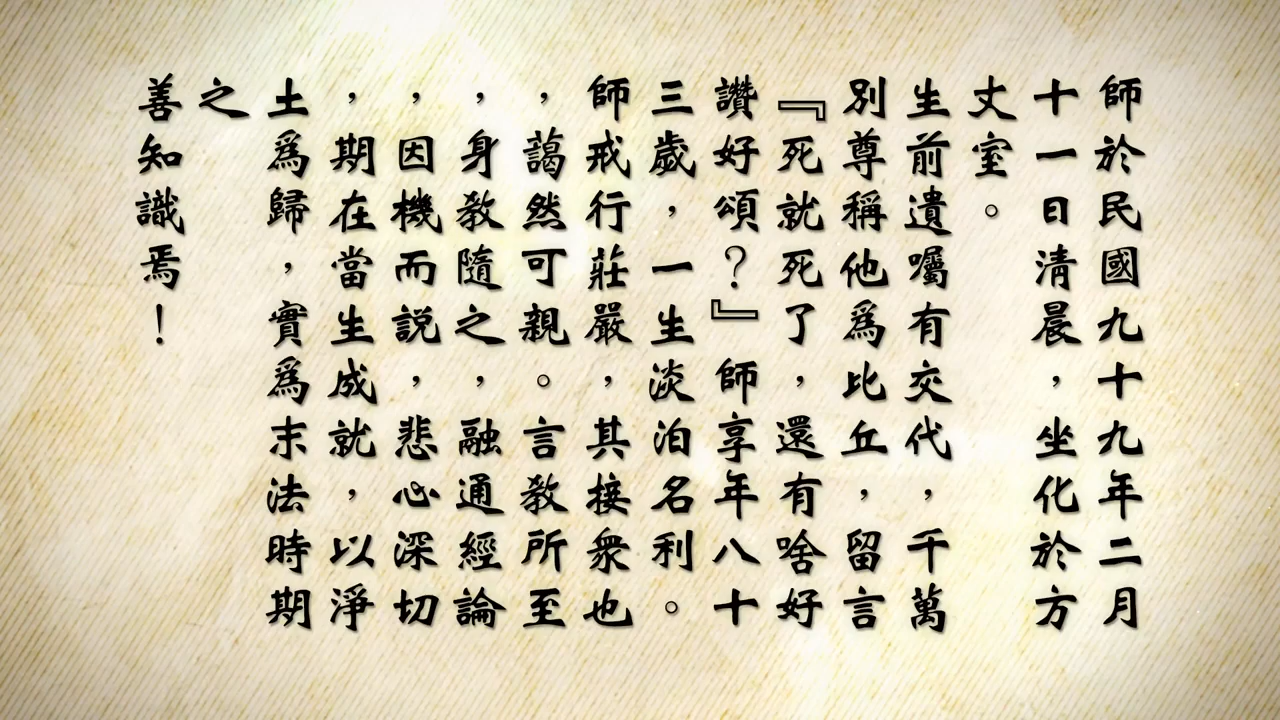 師於民國九十九年二月
十一日清晨，坐化於方
丈室。
生前遺囑有交代，千萬
別尊稱他爲比丘，留言
『死就死了，還有啥好
讚好頌？』師享年八十
三歲，一生淡泊名利。
師戒行莊嚴，其接衆也
，藹然可親。言教所至
，身教隨之，融通經論
，因機而説，悲心深切
，期在當生成就，以淨
土爲歸，實爲末法時期
之
善知識焉！